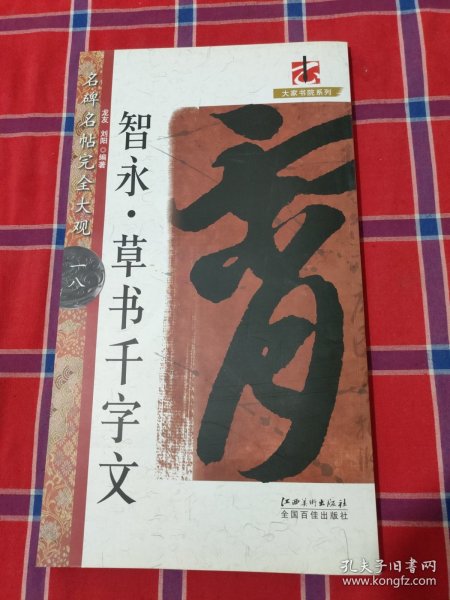 名碑名帖完全大观
一八
龙友 刘阳◎编著
智永·草书千字文
大家书院系列
江西美术出版社
全国百佳出版社
孔夫子旧书网
www.kongfz.com